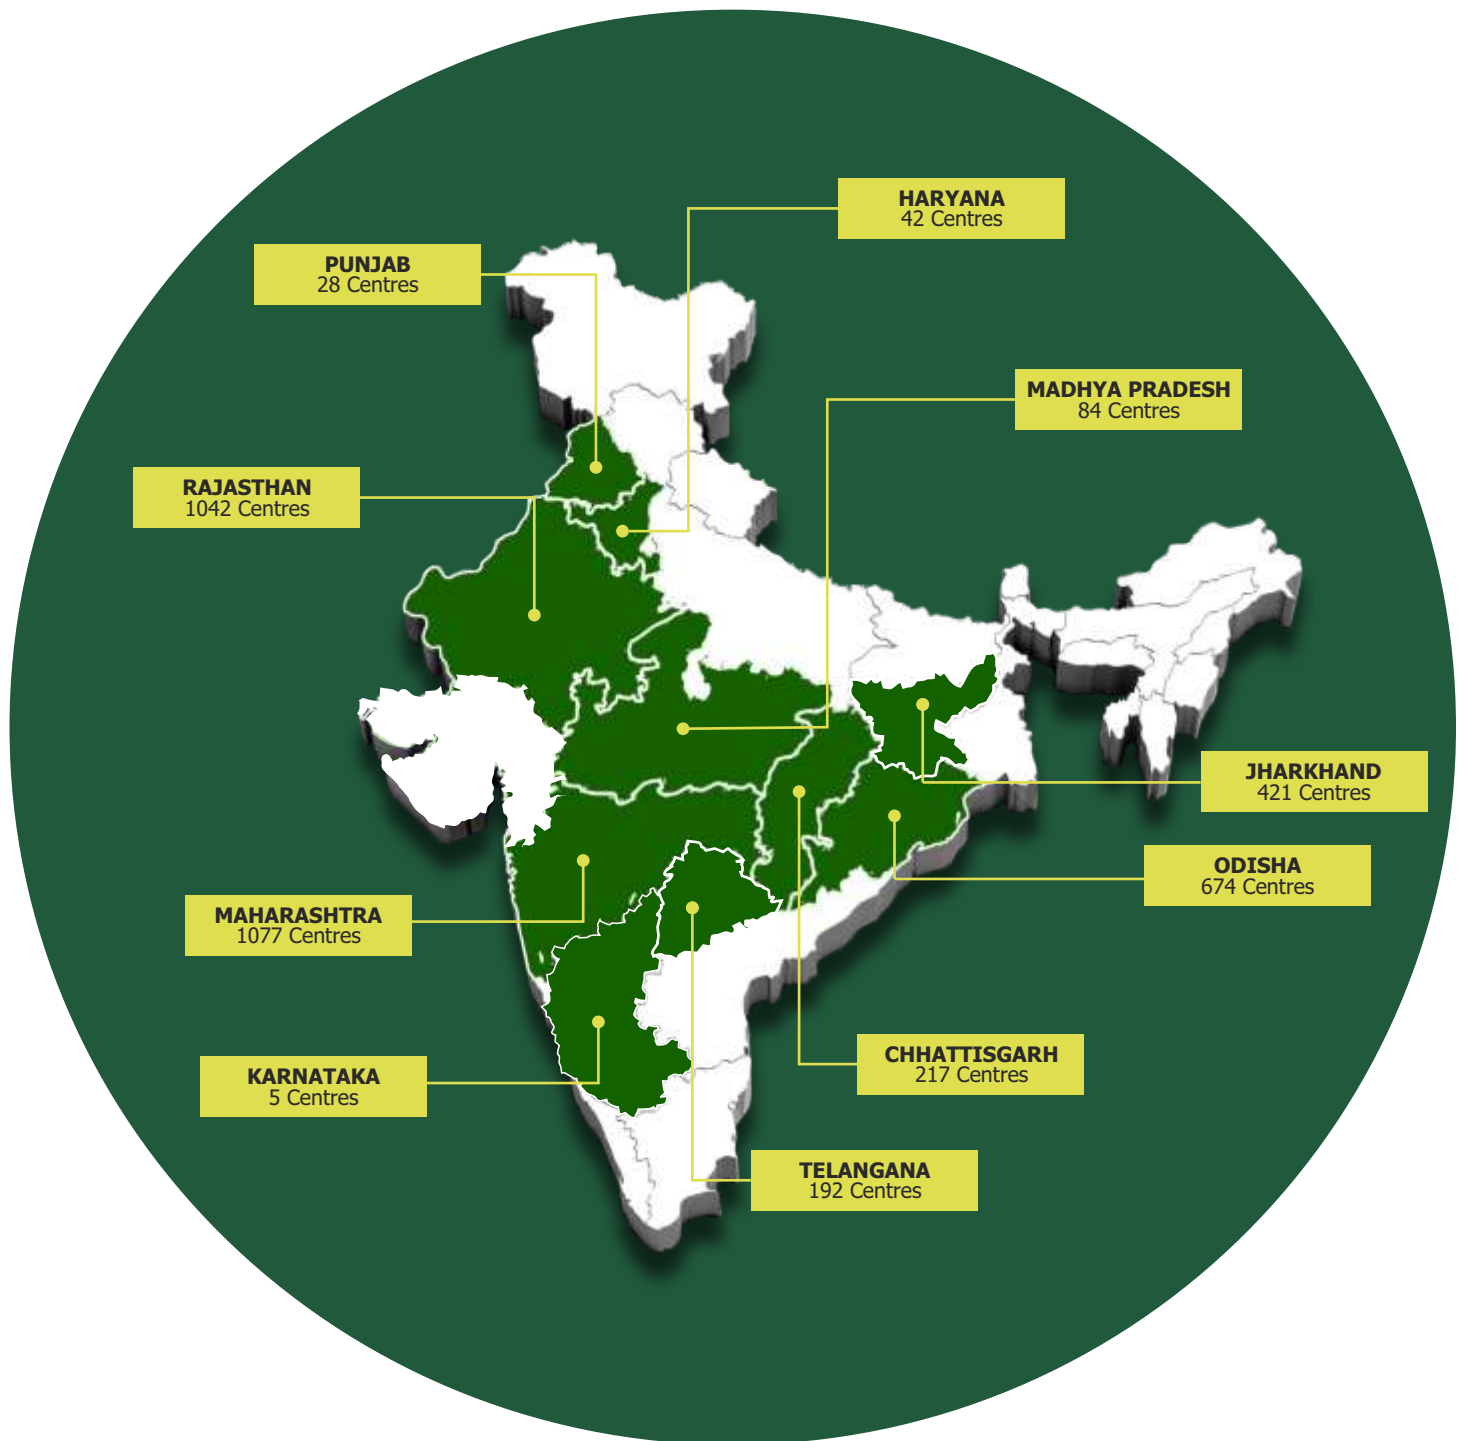 HARYANA
42 Centres
PUNJAB
28 Centres
MADHYA PRADESH
84 Centres
RAJASTHAN
1042 Centres
JHARKHAND
421 Centres
ODISHA
674 Centres
MAHARASHTRA
1077 Centres
CHHATTISGARH
217 Centres
KARNATAKA
5 Centres
TELANGANA
192 Centres